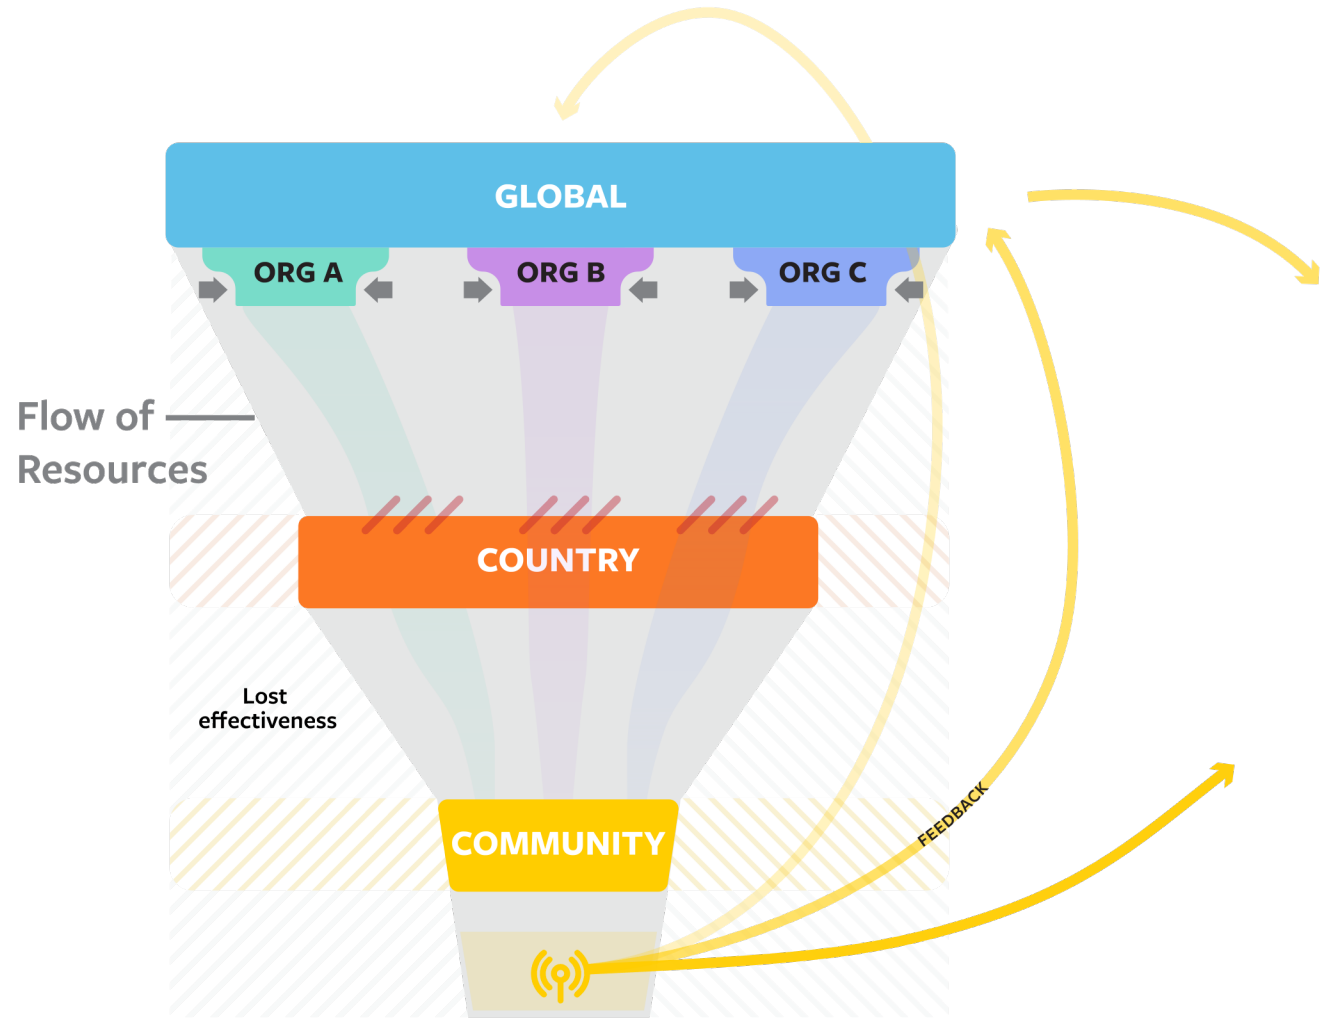 GLOBAL
ORG A
ORG B
ORG C
Flow of
Resources
COUNTRY
Lost
effectiveness
COMMUNITY
FEEDBACK